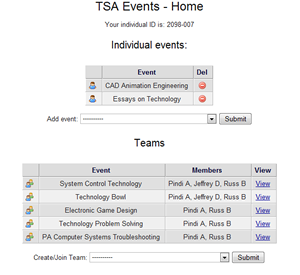 TSA Events - Home
Your individual ID is: 2098-007
Individual events:
Event Del
CAD Animation Engineering
Essays on Technology
Add event: ---------- Submit
Teams
Event Members View
System Control Technology Pindi A, Jeffrey D, Russ B View
Technology Bowl Pindi A, Jeffrey D, Russ B View
Electronic Game Design Pindi A, Russ B View
Technology Problem Solving Pindi A, Russ B View
PA Computer Systems Troubleshooting Pindi A, Russ B View
Create/Join Team: ---------- Submit